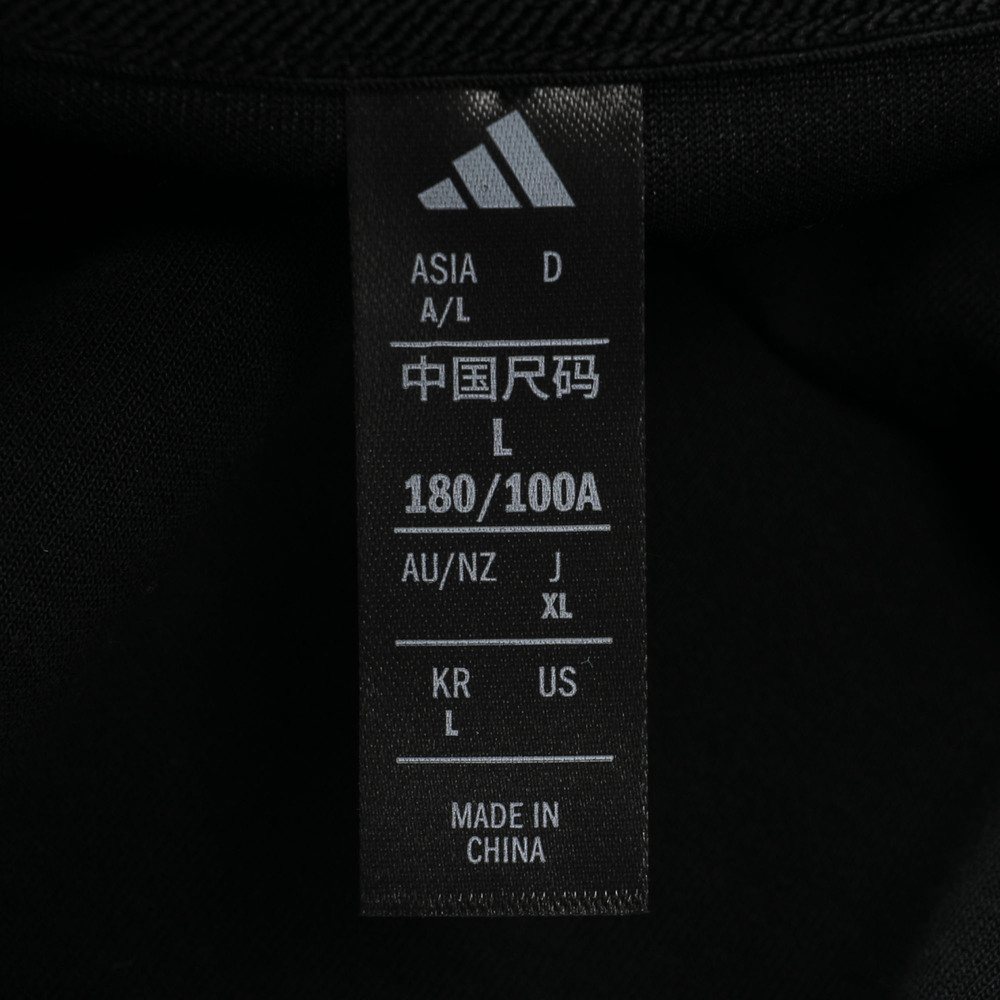 ASIA D
A/L
中国尺码
L
180/100A
AU/NZ J
XL
KR US
L
MADE IN
CHINA